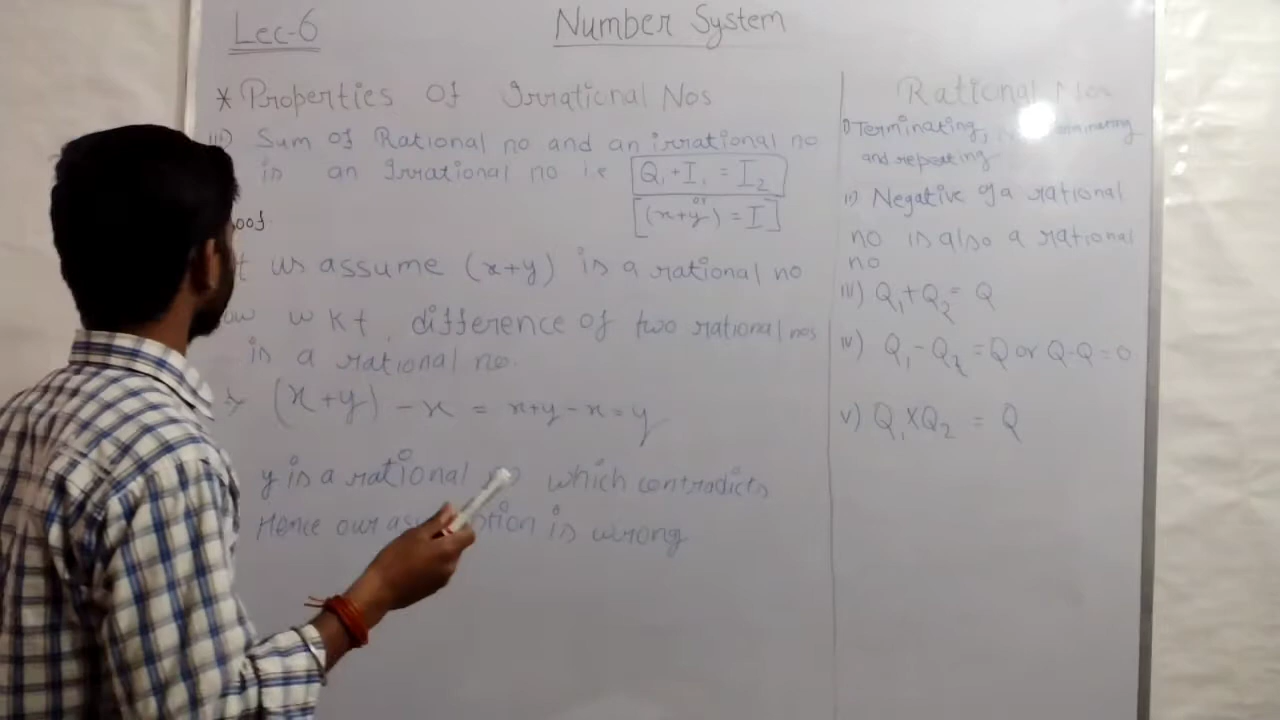 Lec-6
Number System
* Properties Of Irrational Nos
iii) Sum of Rational no and an irrational no
is an Irrational no i.e Q₁ + I₁ = I₂
or
[(x+y) = I]
oof
t us assume (x+y) is a rational no
ow w k t difference of two rational nos
is a rational no.
(x+y) - x = x+y-x = y
y is a rational which contradicts
Hence our is wrong
Rational
i) Terminating,
and repeating
ii) Negative of a rational
no is also a rational
no
iii) Q₁+Q₂ = Q
iv) Q₁ - Q₂ = Q or Q-Q=0
v) Q₁ x Q₂ = Q